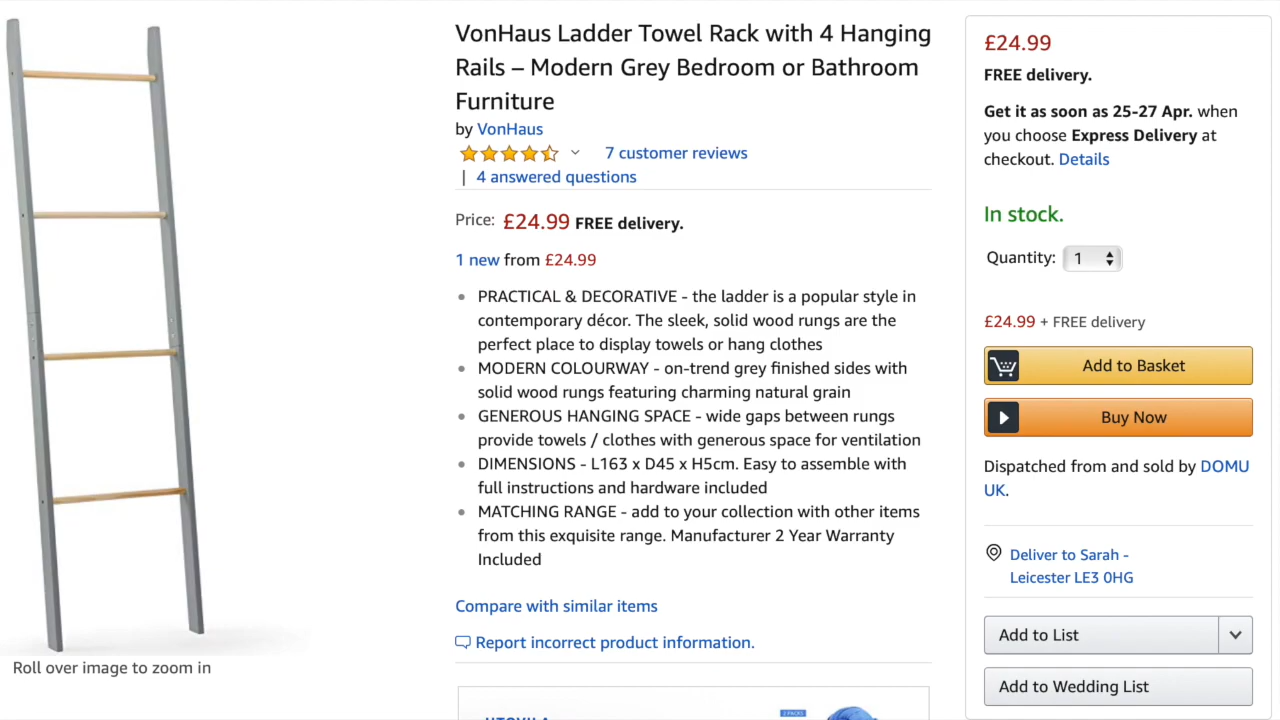 VonHaus Ladder Towel Rack with 4 Hanging
Rails – Modern Grey Bedroom or Bathroom
Furniture
by VonHaus
7 customer reviews
| 4 answered questions
Price: £24.99 FREE delivery.
1 new from £24.99
• PRACTICAL & DECORATIVE - the ladder is a popular style in
contemporary décor. The sleek, solid wood rungs are the
perfect place to display towels or hang clothes
• MODERN COLOURWAY - on-trend grey finished sides with
solid wood rungs featuring charming natural grain
• GENEROUS HANGING SPACE - wide gaps between rungs
provide towels / clothes with generous space for ventilation
• DIMENSIONS - L163 x D45 x H5cm. Easy to assemble with
full instructions and hardware included
• MATCHING RANGE - add to your collection with other items
from this exquisite range. Manufacturer 2 Year Warranty
Included
Compare with similar items
Report incorrect product information.
Roll over image to zoom in
2 PACKS
£24.99
FREE delivery.
Get it as soon as 25-27 Apr. when
you choose Express Delivery at
checkout. Details
In stock.
Quantity: 1
£24.99 + FREE delivery
Add to Basket
Buy Now
Dispatched from and sold by DOMU
UK.
Deliver to Sarah -
Leicester LE3 0HG
Add to List
Add to Wedding List